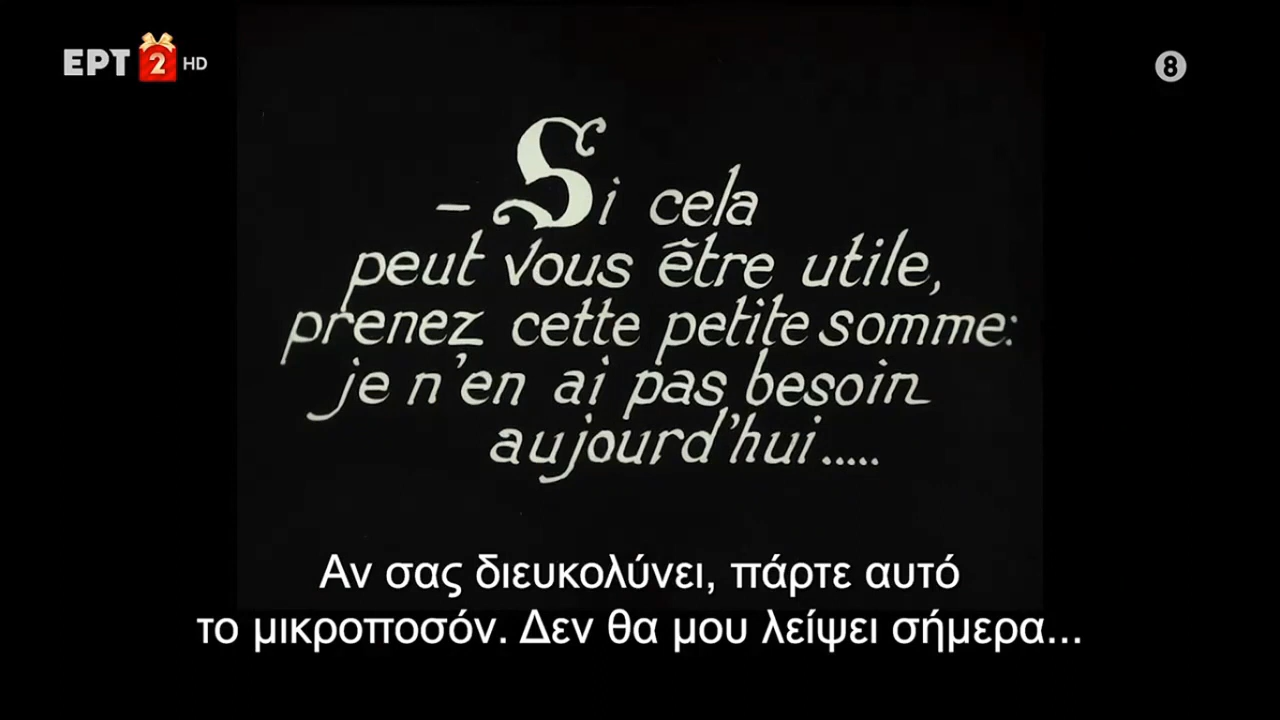 ΕΡΤ 2 HD
8
– Si cela
peut vous être utile,
prenez cette petite somme:
je n'en ai pas besoin
aujourd'hui.....
Αν σας διευκολύνει, πάρτε αυτό
το μικροποσόν. Δεν θα μου λείψει σήμερα...